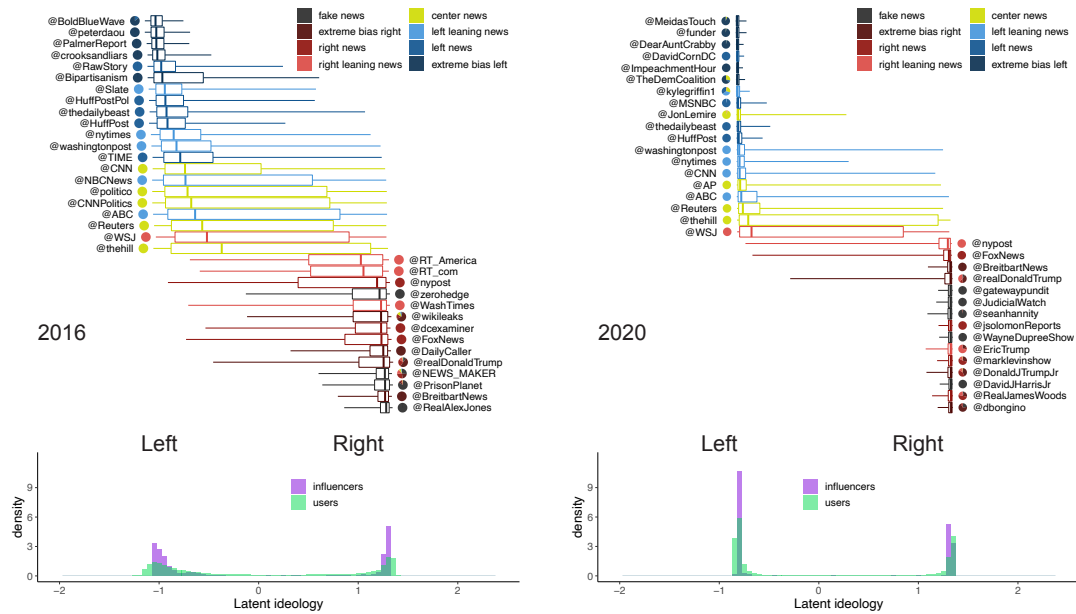 @BoldBlueWave
@peterdaou
@PalmerReport
@crooksandliars
@RawStory
@Bipartisanism
@Slate
@HuffPostPol
@thedailybeast
@HuffPost
@nytimes
@washingtonpost
@TIME
@CNN
@NBCNews
@politico
@CNNPolitics
@ABC
@Reuters
@WSJ
@thehill
fake news
extreme bias right
right news
right leaning news
center news
left leaning news
left news
extreme bias left
@RT_America
@RT_com
@nypost
@zerohedge
@WashTimes
@wikileaks
@dcexaminer
@FoxNews
@DailyCaller
@realDonaldTrump
@NEWS_MAKER
@PrisonPlanet
@BreitbartNews
@RealAlexJones
2016
Left
Right
influencers
users
density
9
6
3
0
−2
−1
0
1
2
Latent ideology
@MeidasTouch
@funder
@DearAuntCrabby
@DavidCornDC
@ImpeachmentHour
@TheDemCoalition
@kylegriffin1
@MSNBC
@JonLemire
@thedailybeast
@HuffPost
@washingtonpost
@nytimes
@CNN
@AP
@ABC
@Reuters
@thehill
@WSJ
fake news
extreme bias right
right news
right leaning news
center news
left leaning news
left news
extreme bias left
@nypost
@FoxNews
@BreitbartNews
@realDonaldTrump
@gatewaypundit
@JudicialWatch
@seanhannity
@jsolomonReports
@WayneDupreeShow
@EricTrump
@marklevinshow
@DonaldJTrumpJr
@DavidJHarrisJr
@RealJamesWoods
@dbongino
2020
Left
Right
influencers
users
density
9
6
3
0
−2
−1
0
1
2
Latent ideology